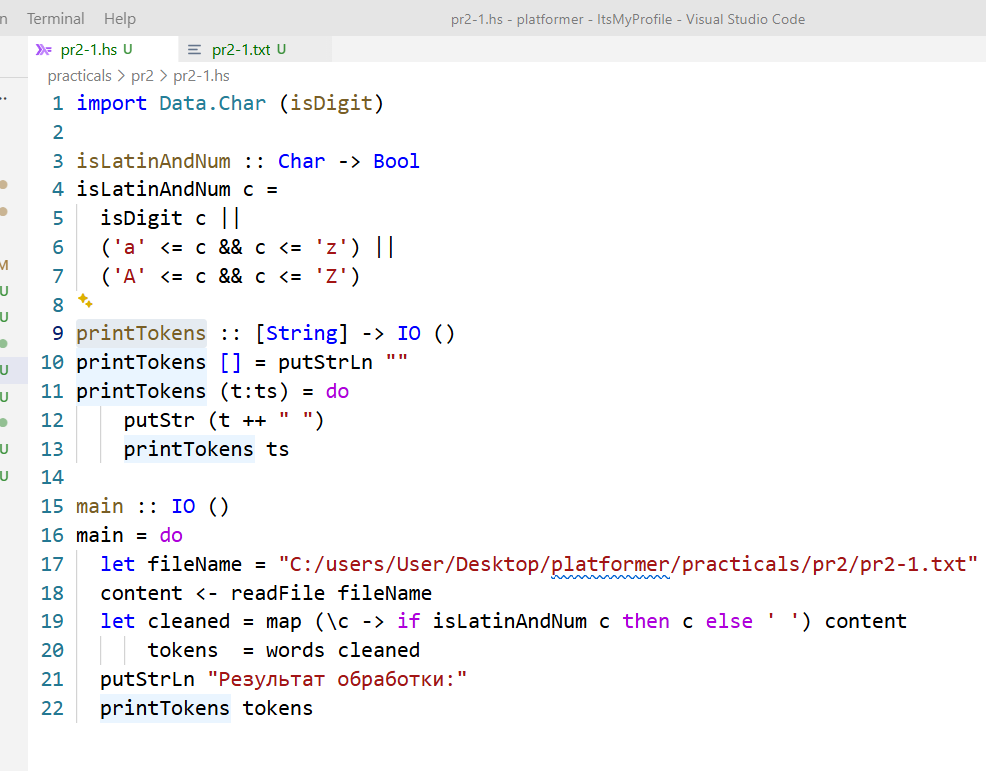 n Terminal Help pr2-1.hs - platformer - ItsMyProfile - Visual Studio Code
pr2-1.hs U pr2-1.txt U
practicals > pr2 > pr2-1.hs
1 import Data.Char (isDigit)
2
3 isLatinAndNum :: Char -> Bool
4 isLatinAndNum c =
5   isDigit c ||
6   ('a' <= c && c <= 'z') ||
7   ('A' <= c && c <= 'Z')
8
9 printTokens :: [String] -> IO ()
10 printTokens [] = putStrLn ""
11 printTokens (t:ts) = do
12     putStr (t ++ " ")
13     printTokens ts
14
15 main :: IO ()
16 main = do
17   let fileName = "C:/users/User/Desktop/platformer/practicals/pr2/pr2-1.txt"
18   content <- readFile fileName
19   let cleaned = map (\c -> if isLatinAndNum c then c else ' ') content
20       tokens  = words cleaned
21   putStrLn "Результат обработки:"
22   printTokens tokens
M
U
U
U
U
U
U